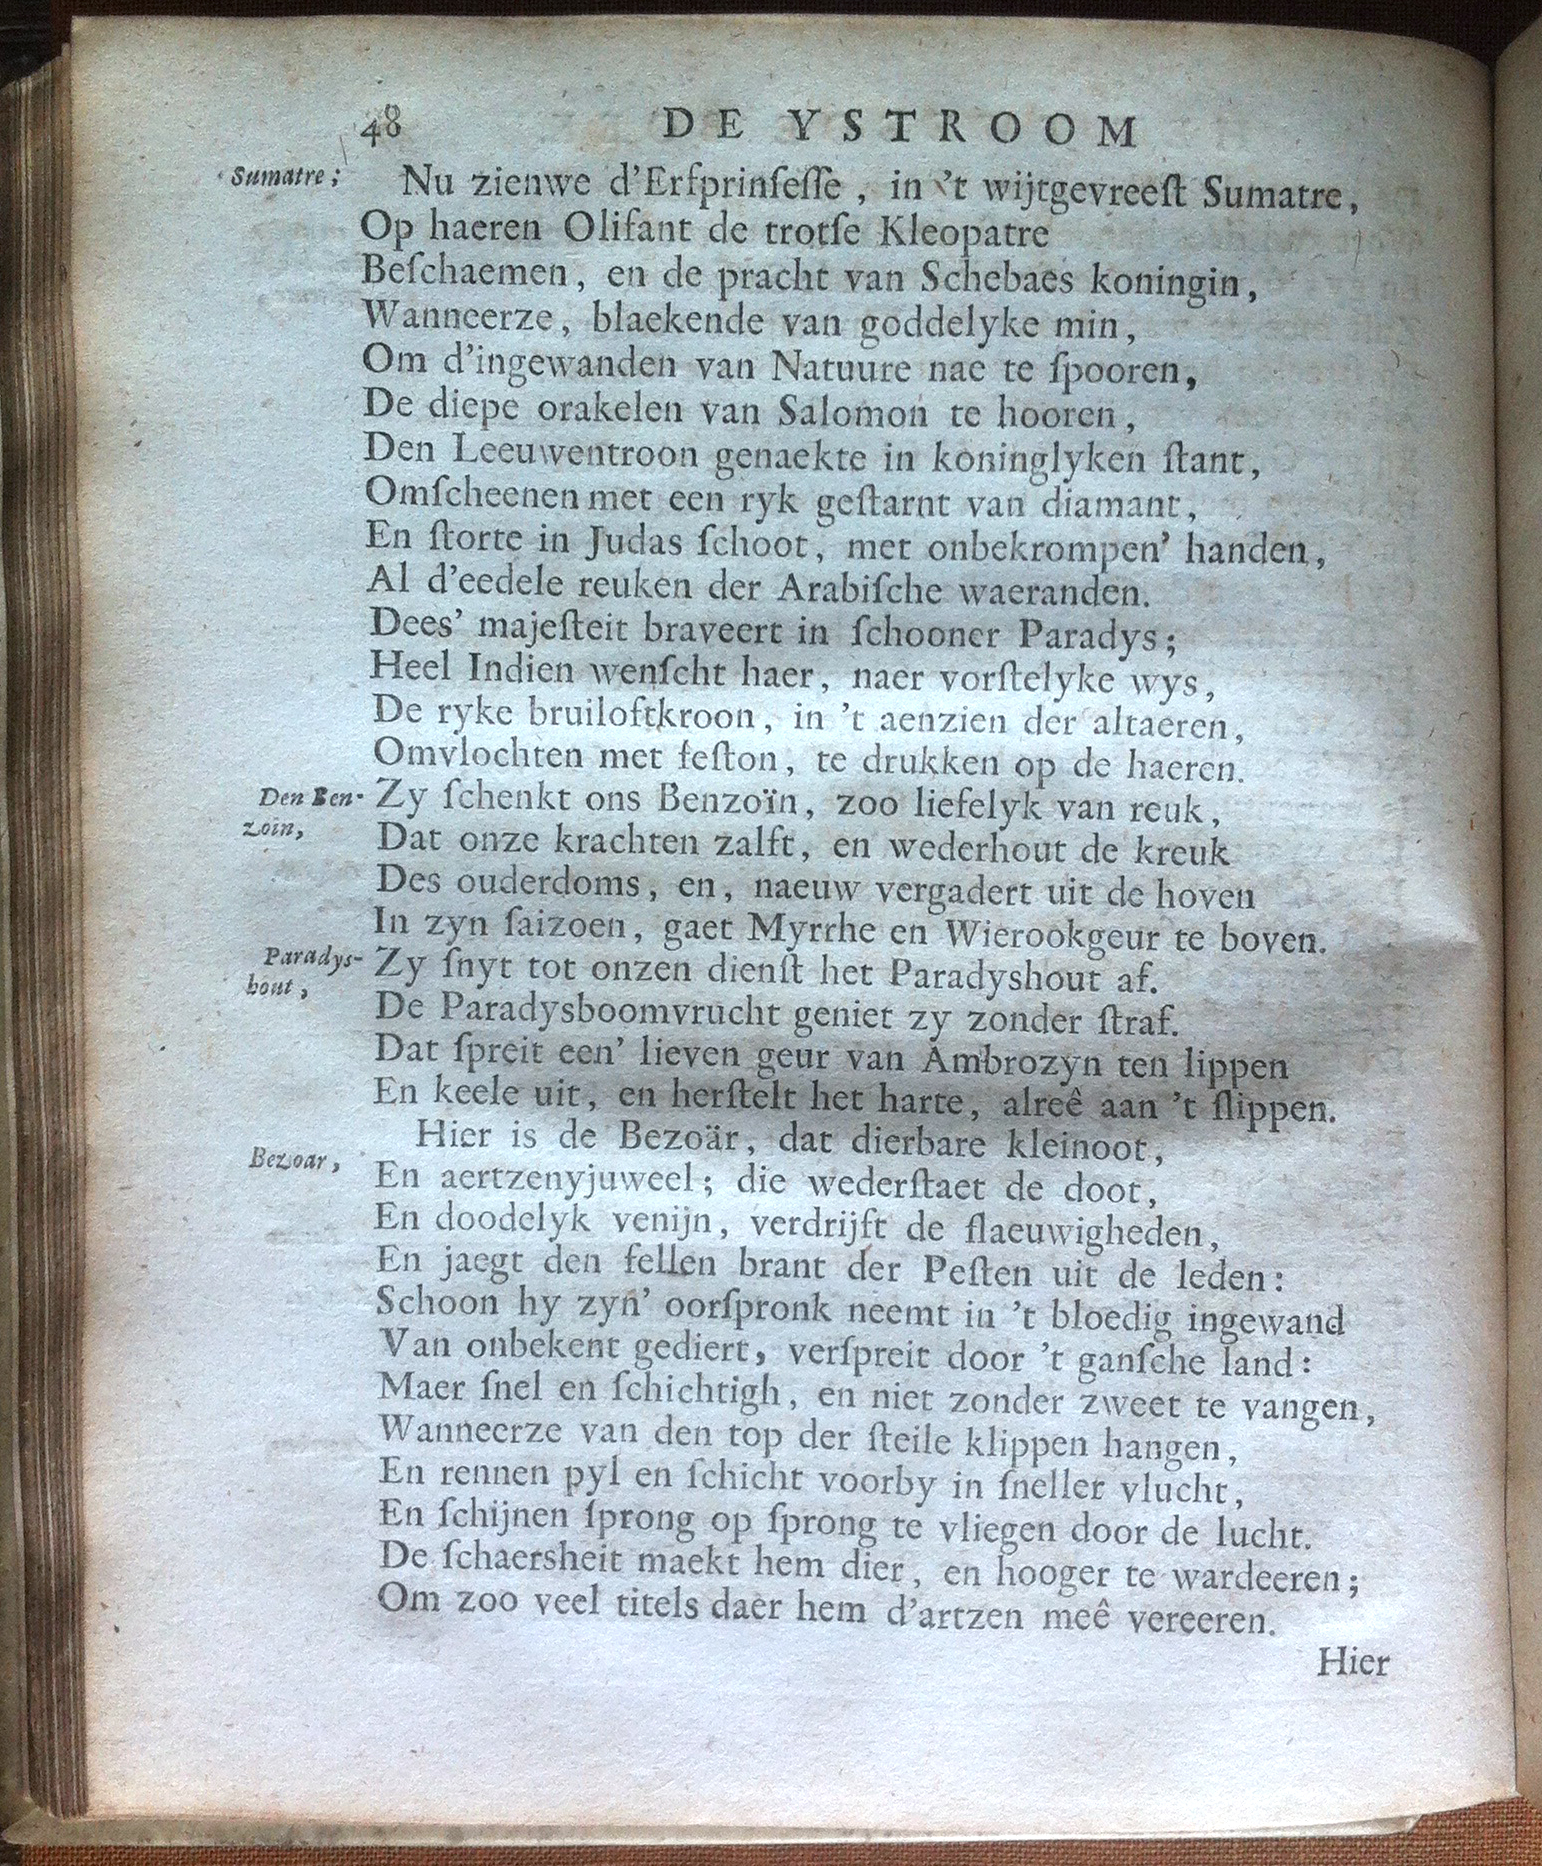 48 DE YSTROOM
Sumatre; Nu zienwe d'Erfprinſeſſe, in 't wijtgevreeſt Sumatre,
Op haeren Olifant de trotſe Kleopatre
Beſchaemen, en de pracht van Schebaes koningin,
Wanneerze, blaekende van goddelyke min,
Om d'ingewanden van Natuure nae te ſpooren,
De diepe orakelen van Salomon te hooren,
Den Leeuwentroon genaekte in koninglyken ſtant,
Omſcheenen met een ryk geſtarnt van diamant,
En ſtorte in Judas ſchoot, met onbekrompen' handen,
Al d'eedele reuken der Arabiſche waeranden.
Dees' majeſteit braveert in ſchooner Paradys;
Heel Indien wenſcht haer, naer vorſtelyke wys,
De ryke bruiloftkroon, in 't aenzien der altaeren,
Omvlochten met feſton, te drukken op de haeren.
Den Ben- Zy ſchenkt ons Benzoïn, zoo liefelyk van reuk,
zoïn, Dat onze krachten zalft, en wederhout de kreuk
Des ouderdoms, en, naeuw vergadert uit de hoven
In zyn ſaizoen, gaet Myrrhe en Wierookgeur te boven.
Paradys- Zy ſnyt tot onzen dienſt het Paradyshout af.
hout, De Paradysboomvrucht geniet zy zonder ſtraf.
Dat ſpreit een' lieven geur van Ambrozyn ten lippen
En keele uit, en herſtelt het harte, alreê aan 't ſlippen.
Hier is de Bezoär, dat dierbare kleinoot,
Bezoar, En aertzenyjuweel; die wederſtaet de doot,
En doodelyk venijn, verdrijft de flaeuwigheden,
En jaegt den fellen brant der Peſten uit de leden:
Schoon hy zyn' oorſpronk neemt in 't bloedig ingewand
Van onbekent gediert, verſpreit door 't ganſche land:
Maer ſnel en ſchichtigh, en niet zonder zweet te vangen,
Wanneerze van den top der ſteile klippen hangen,
En rennen pyl en ſchicht voorby in ſneller vlucht,
En ſchijnen ſprong op ſprong te vliegen door de lucht.
De ſchaersheit maekt hem dier, en hooger te wardeeren;
Om zoo veel titels daer hem d'artzen meê vereeren.
Hier